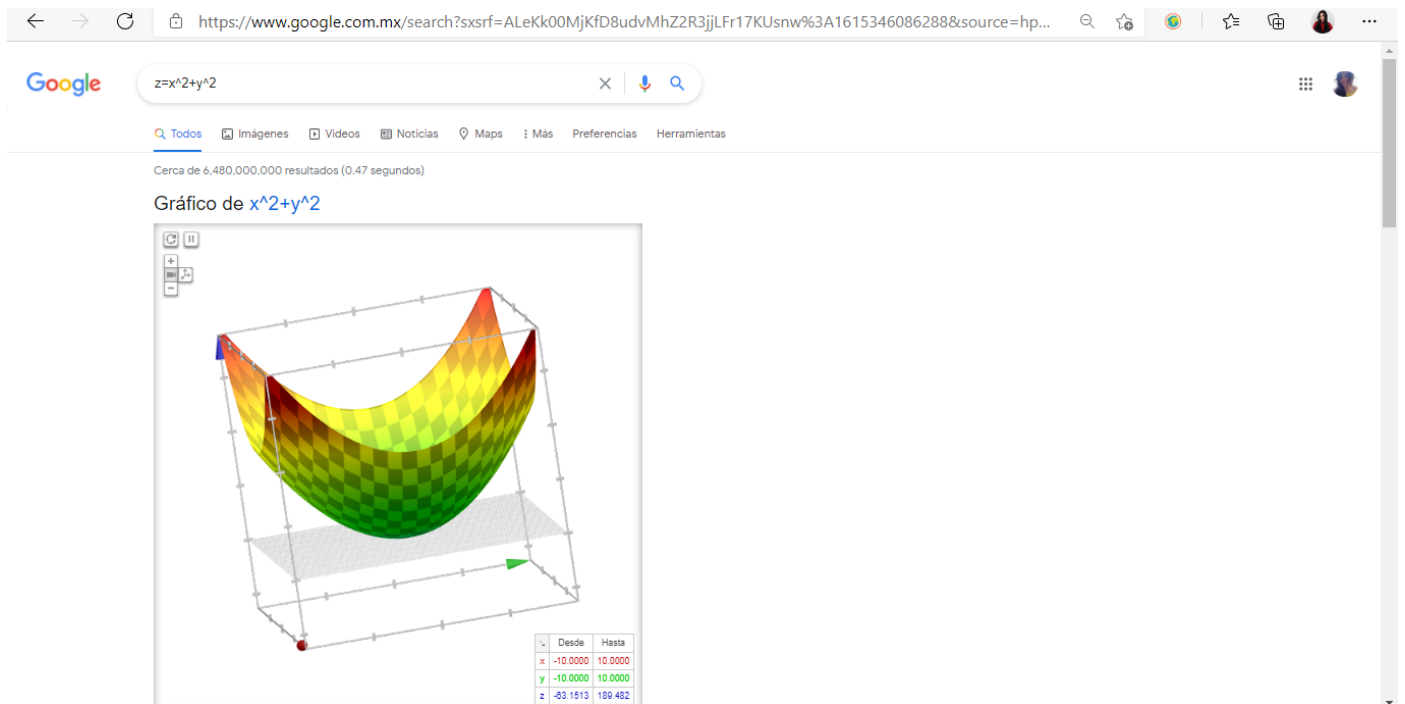 https://www.google.com.mx/search?sxsrf=ALeKk00MjKfD8udvMhZ2R3jjLFr17KUsnw%3A1615346086288&source=hp...
Google
z=x^2+y^2
Todos Imágenes Videos Noticias Maps Más Preferencias Herramientas
Cerca de 6,480,000,000 resultados (0.47 segundos)
Gráfico de x^2+y^2
Desde Hasta
x -10.0000 10.0000
y -10.0000 10.0000
z -63.1513 189.482